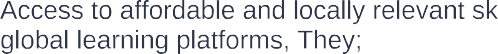 Access to affordable and locally relevant sk
global learning platforms, They;